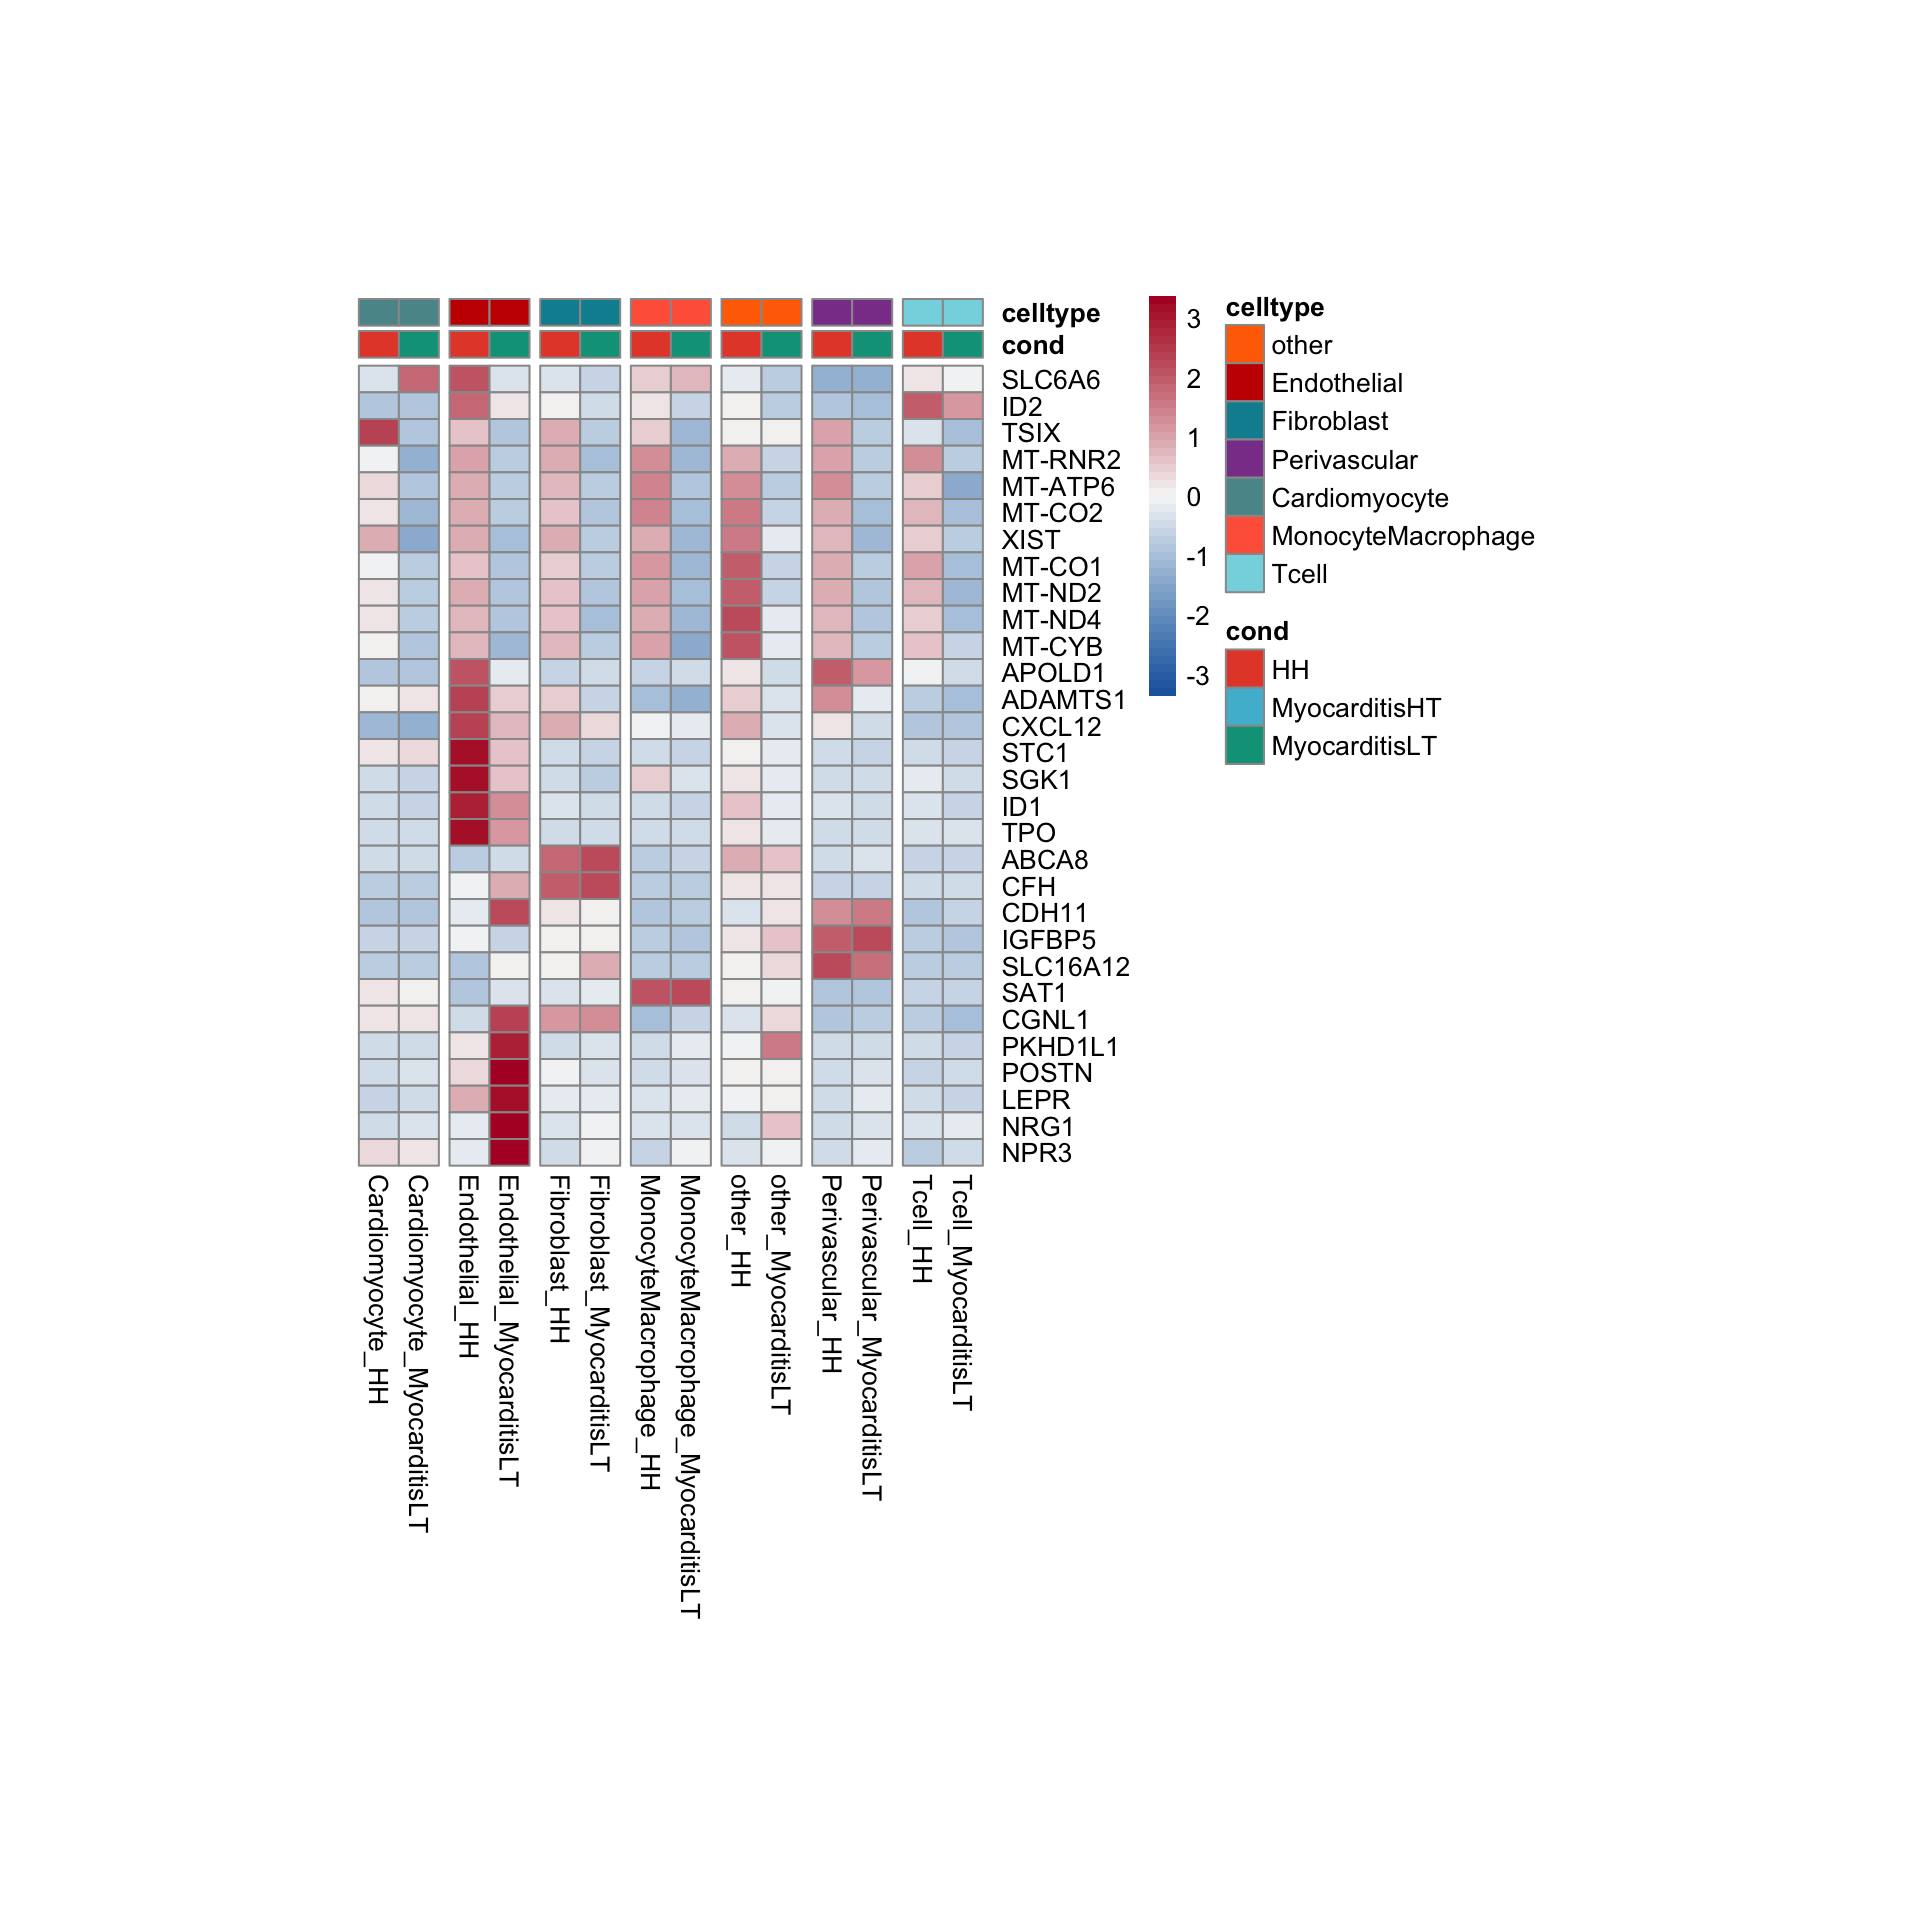 celltype
cond
SLC6A6
ID2
TSIX
MT-RNR2
MT-ATP6
MT-CO2
XIST
MT-CO1
MT-ND2
MT-ND4
MT-CYB
APOLD1
ADAMTS1
CXCL12
STC1
SGK1
ID1
TPO
ABCA8
CFH
CDH11
IGFBP5
SLC16A12
SAT1
CGNL1
PKHD1L1
POSTN
LEPR
NRG1
NPR3
Cardiomyocyte_HH
Cardiomyocyte_MyocarditisLT
Endothelial_HH
Endothelial_MyocarditisLT
Fibroblast_HH
Fibroblast_MyocarditisLT
MonocyteMacrophage_HH
MonocyteMacrophage_MyocarditisLT
other_HH
other_MyocarditisLT
Perivascular_HH
Perivascular_MyocarditisLT
Tcell_HH
Tcell_MyocarditisLT
3
2
1
0
-1
-2
-3
celltype
other
Endothelial
Fibroblast
Perivascular
Cardiomyocyte
MonocyteMacrophage
Tcell
cond
HH
MyocarditisHT
MyocarditisLT